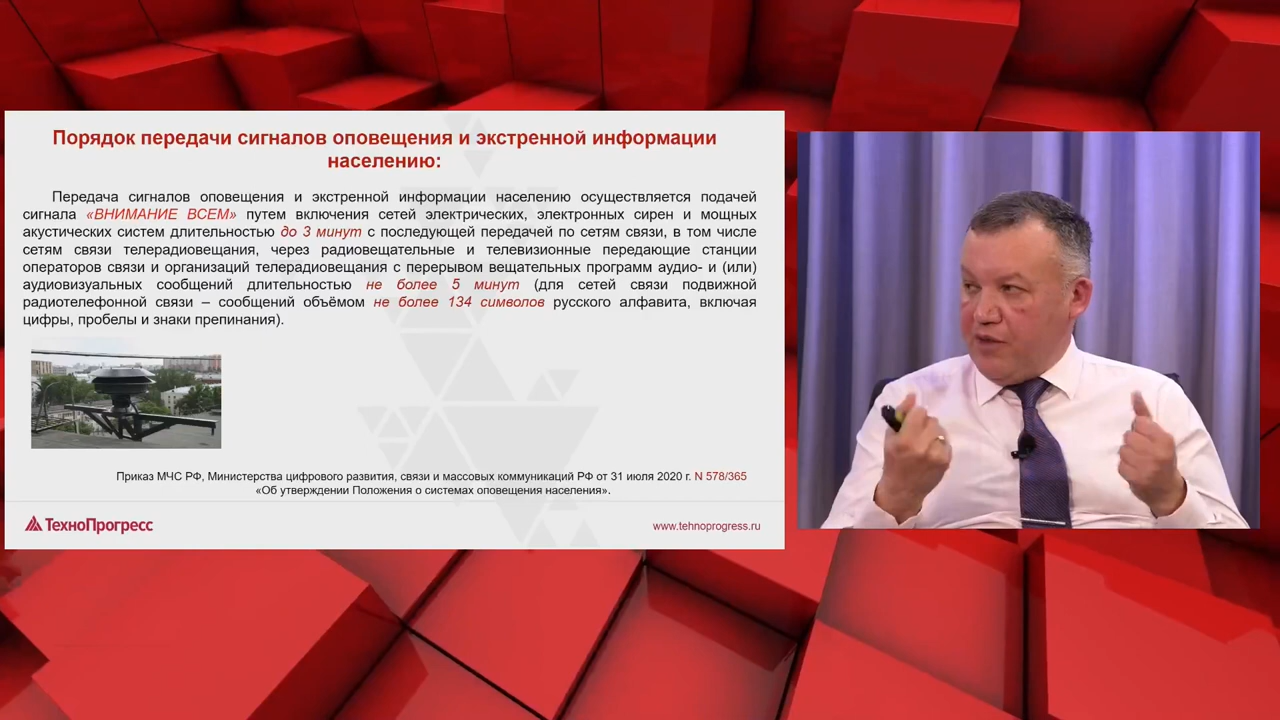 Порядок передачи сигналов оповещения и экстренной информации
населению:
Передача сигналов оповещения и экстренной информации населению осуществляется подачей
сигнала «ВНИМАНИЕ ВСЕМ» путем включения сетей электрических, электронных сирен и мощных
акустических систем длительностью до 3 минут с последующей передачей по сетям связи, в том числе
сетям связи телерадиовещания, через радиовещательные и телевизионные передающие станции
операторов связи и организаций телерадиовещания с перерывом вещательных программ аудио- и (или)
аудиовизуальных сообщений длительностью не более 5 минут (для сетей связи подвижной
радиотелефонной связи – сообщений объёмом не более 134 символов русского алфавита, включая
цифры, пробелы и знаки препинания).
Приказ МЧС РФ, Министерства цифрового развития, связи и массовых коммуникаций РФ от 31 июля 2020 г. N 578/365
«Об утверждении Положения о системах оповещения населения».
ТехноПрогресс
www.tehnoprogress.ru